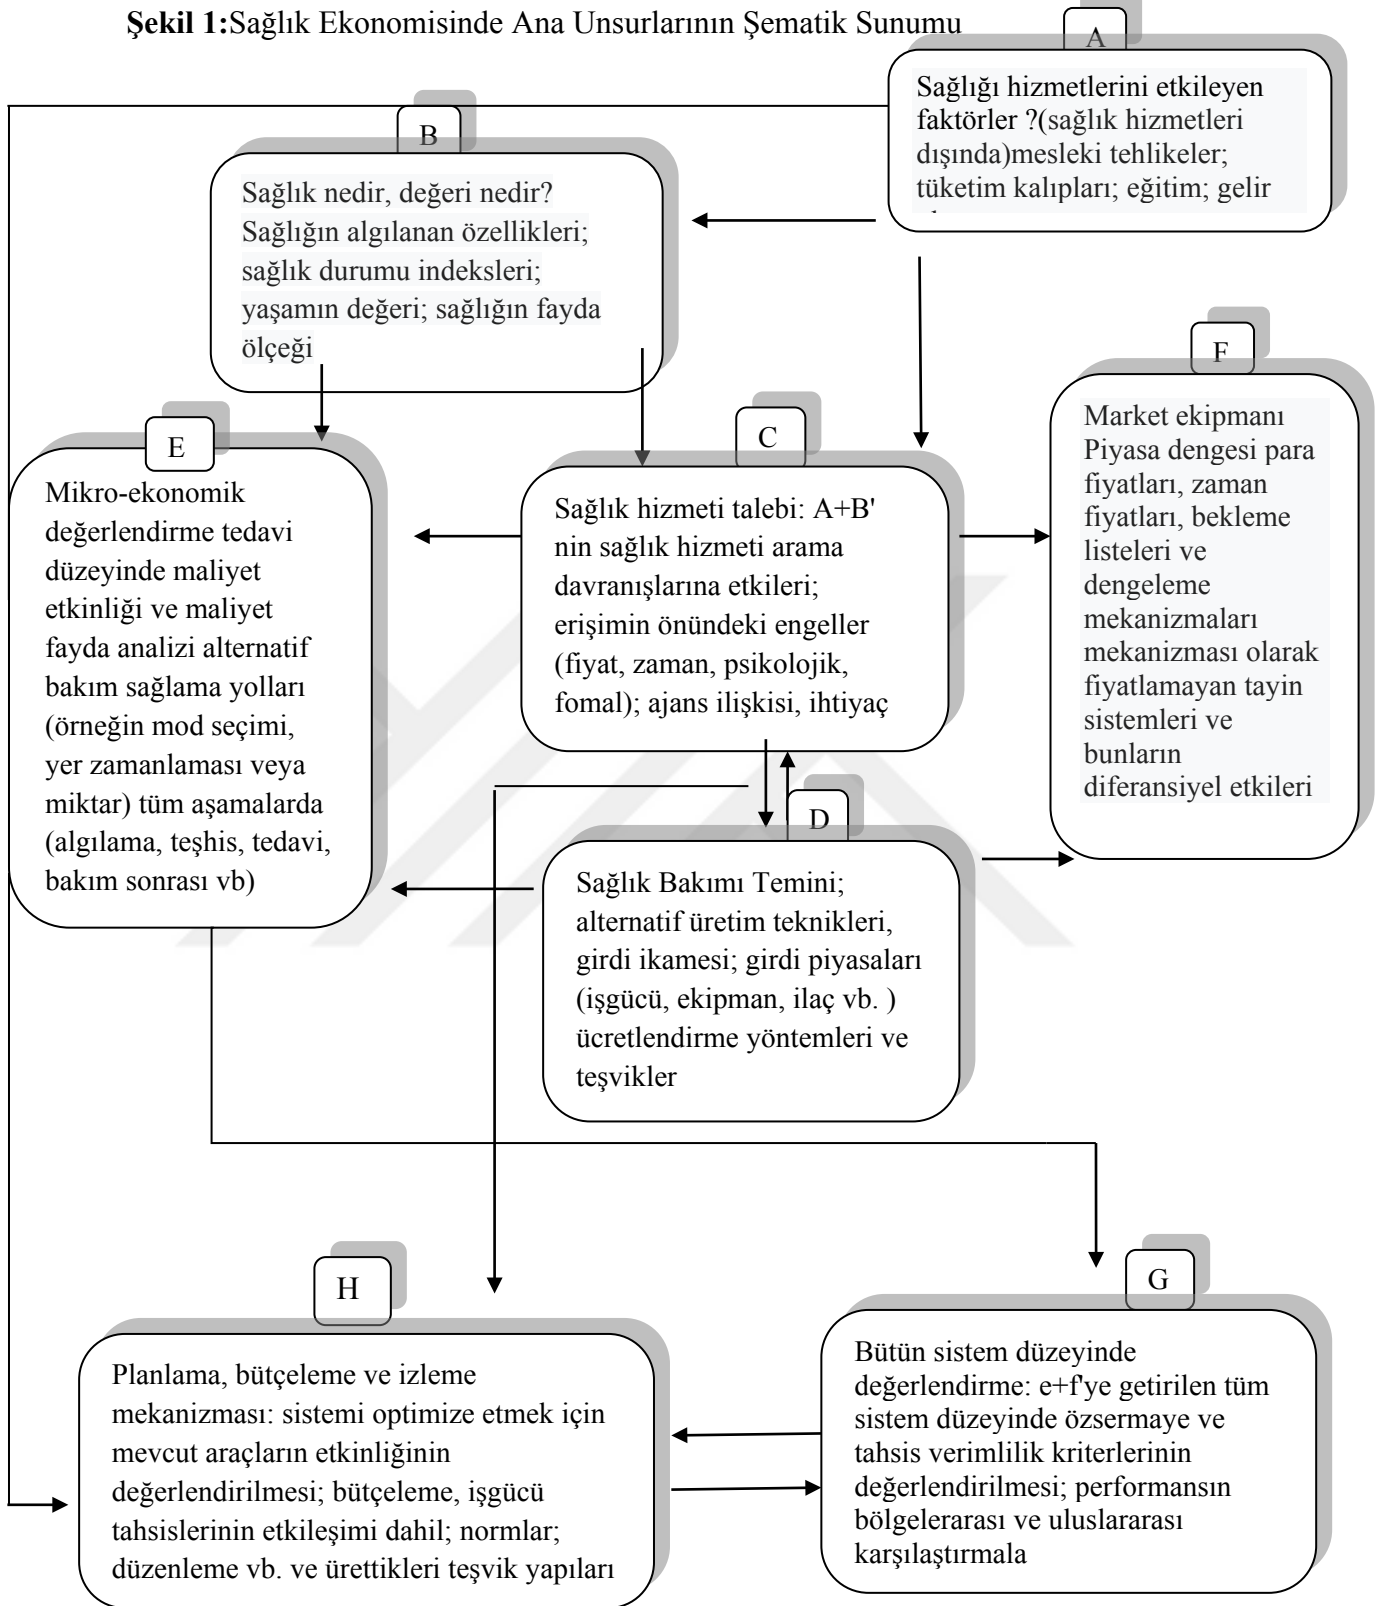 Şekil 1:Sağlık Ekonomisinde Ana Unsurlarının Şematik Sunumu
A
Sağlığı hizmetlerini etkileyen
faktörler ?(sağlık hizmetleri
dışında)mesleki tehlikeler;
tüketim kalıpları; eğitim; gelir
B
Sağlık nedir, değeri nedir?
Sağlığın algılanan özellikleri;
sağlık durumu indeksleri;
yaşamın değeri; sağlığın fayda
ölçeği
F
Market ekipmanı
Piyasa dengesi para
fiyatları, zaman
fiyatları, bekleme
listeleri ve
dengeleme
mekanizmaları
mekanizması olarak
fiyatlamayan tayin
sistemleri ve
bunların
diferansiyel etkileri
E
Mikro-ekonomik
değerlendirme tedavi
düzeyinde maliyet
etkinliği ve maliyet
fayda analizi alternatif
bakım sağlama yolları
(örneğin mod seçimi,
yer zamanlaması veya
miktar) tüm aşamalarda
(algılama, teşhis, tedavi,
bakım sonrası vb)
C
Sağlık hizmeti talebi: A+B'
nin sağlık hizmeti arama
davranışlarına etkileri;
erişimin önündeki engeller
(fiyat, zaman, psikolojik,
fomal); ajans ilişkisi, ihtiyaç
D
Sağlık Bakımı Temini;
alternatif üretim teknikleri,
girdi ikamesi; girdi piyasaları
(işgücü, ekipman, ilaç vb. )
ücretlendirme yöntemleri ve
teşvikler
H
Planlama, bütçeleme ve izleme
mekanizması: sistemi optimize etmek için
mevcut araçların etkinliğinin
değerlendirilmesi; bütçeleme, işgücü
tahsislerinin etkileşimi dahil; normlar;
düzenleme vb. ve ürettikleri teşvik yapıları
G
Bütün sistem düzeyinde
değerlendirme: e+f'ye getirilen tüm
sistem düzeyinde özsermaye ve
tahsis verimlilik kriterlerinin
değerlendirilmesi; performansın
bölgelerarası ve uluslararası
karşılaştırmala